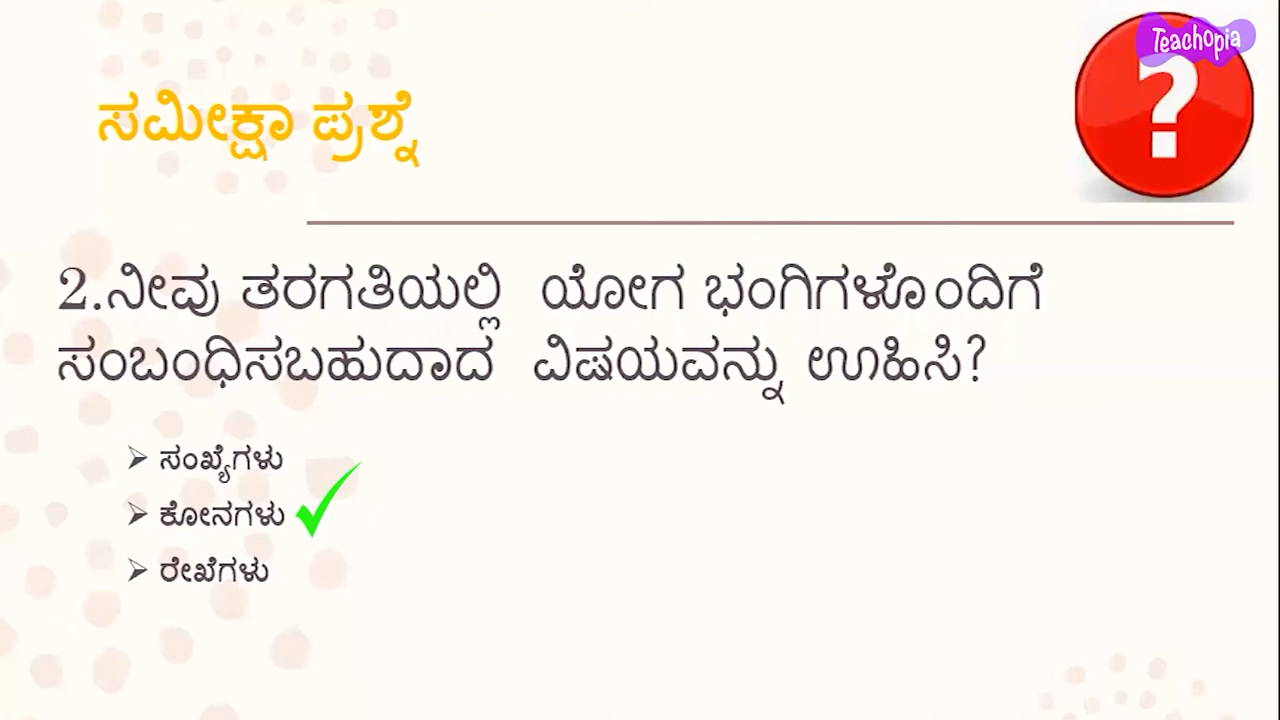 Teachopia
ಸಮೀಕ್ಷಾ ಪ್ರಶ್ನೆ
2.ನೀವು ತರಗತಿಯಲ್ಲಿ ಯೋಗ ಭಂಗಿಗಳೊಂದಿಗೆ
ಸಂಬಂಧಿಸಬಹುದಾದ ವಿಷಯವನ್ನು ಊಹಿಸಿ?
➢ ಸಂಖ್ಯೆಗಳು
➢ ಕೋನಗಳು
➢ ರೇಖೆಗಳು